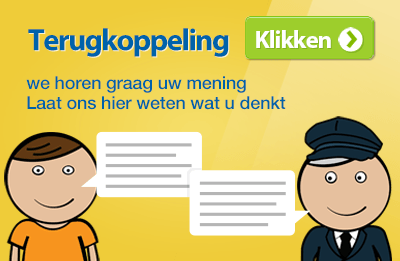 Terugkoppeling Klikken
we horen graag uw mening
Laat ons hier weten wat u denkt